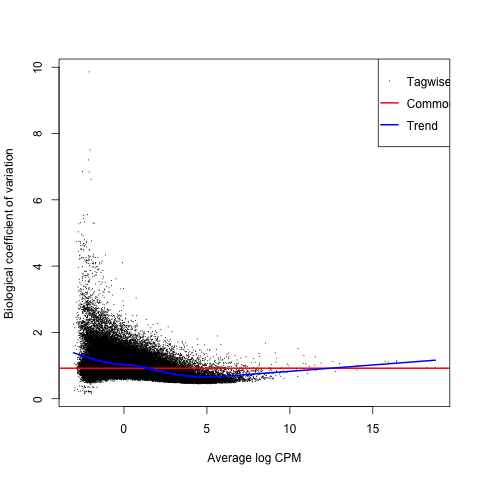 Tagwise
Commo
Trend
Biological coefficient of variation
10
8
6
4
2
0
0 5 10 15
Average log CPM